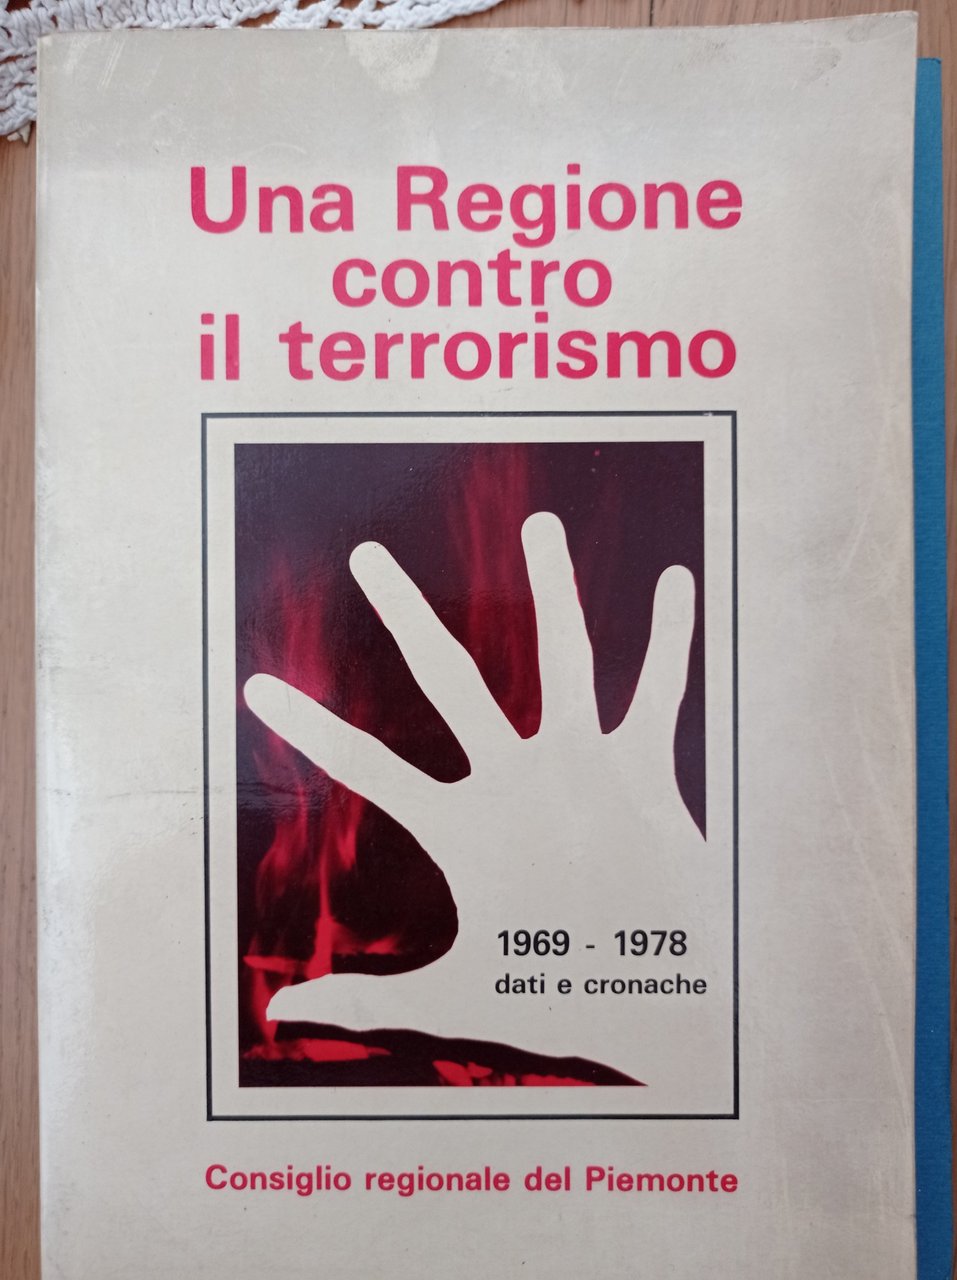 Una Regione
contro
il terrorismo
1969 - 1978
dati e cronache
Consiglio regionale del Piemonte